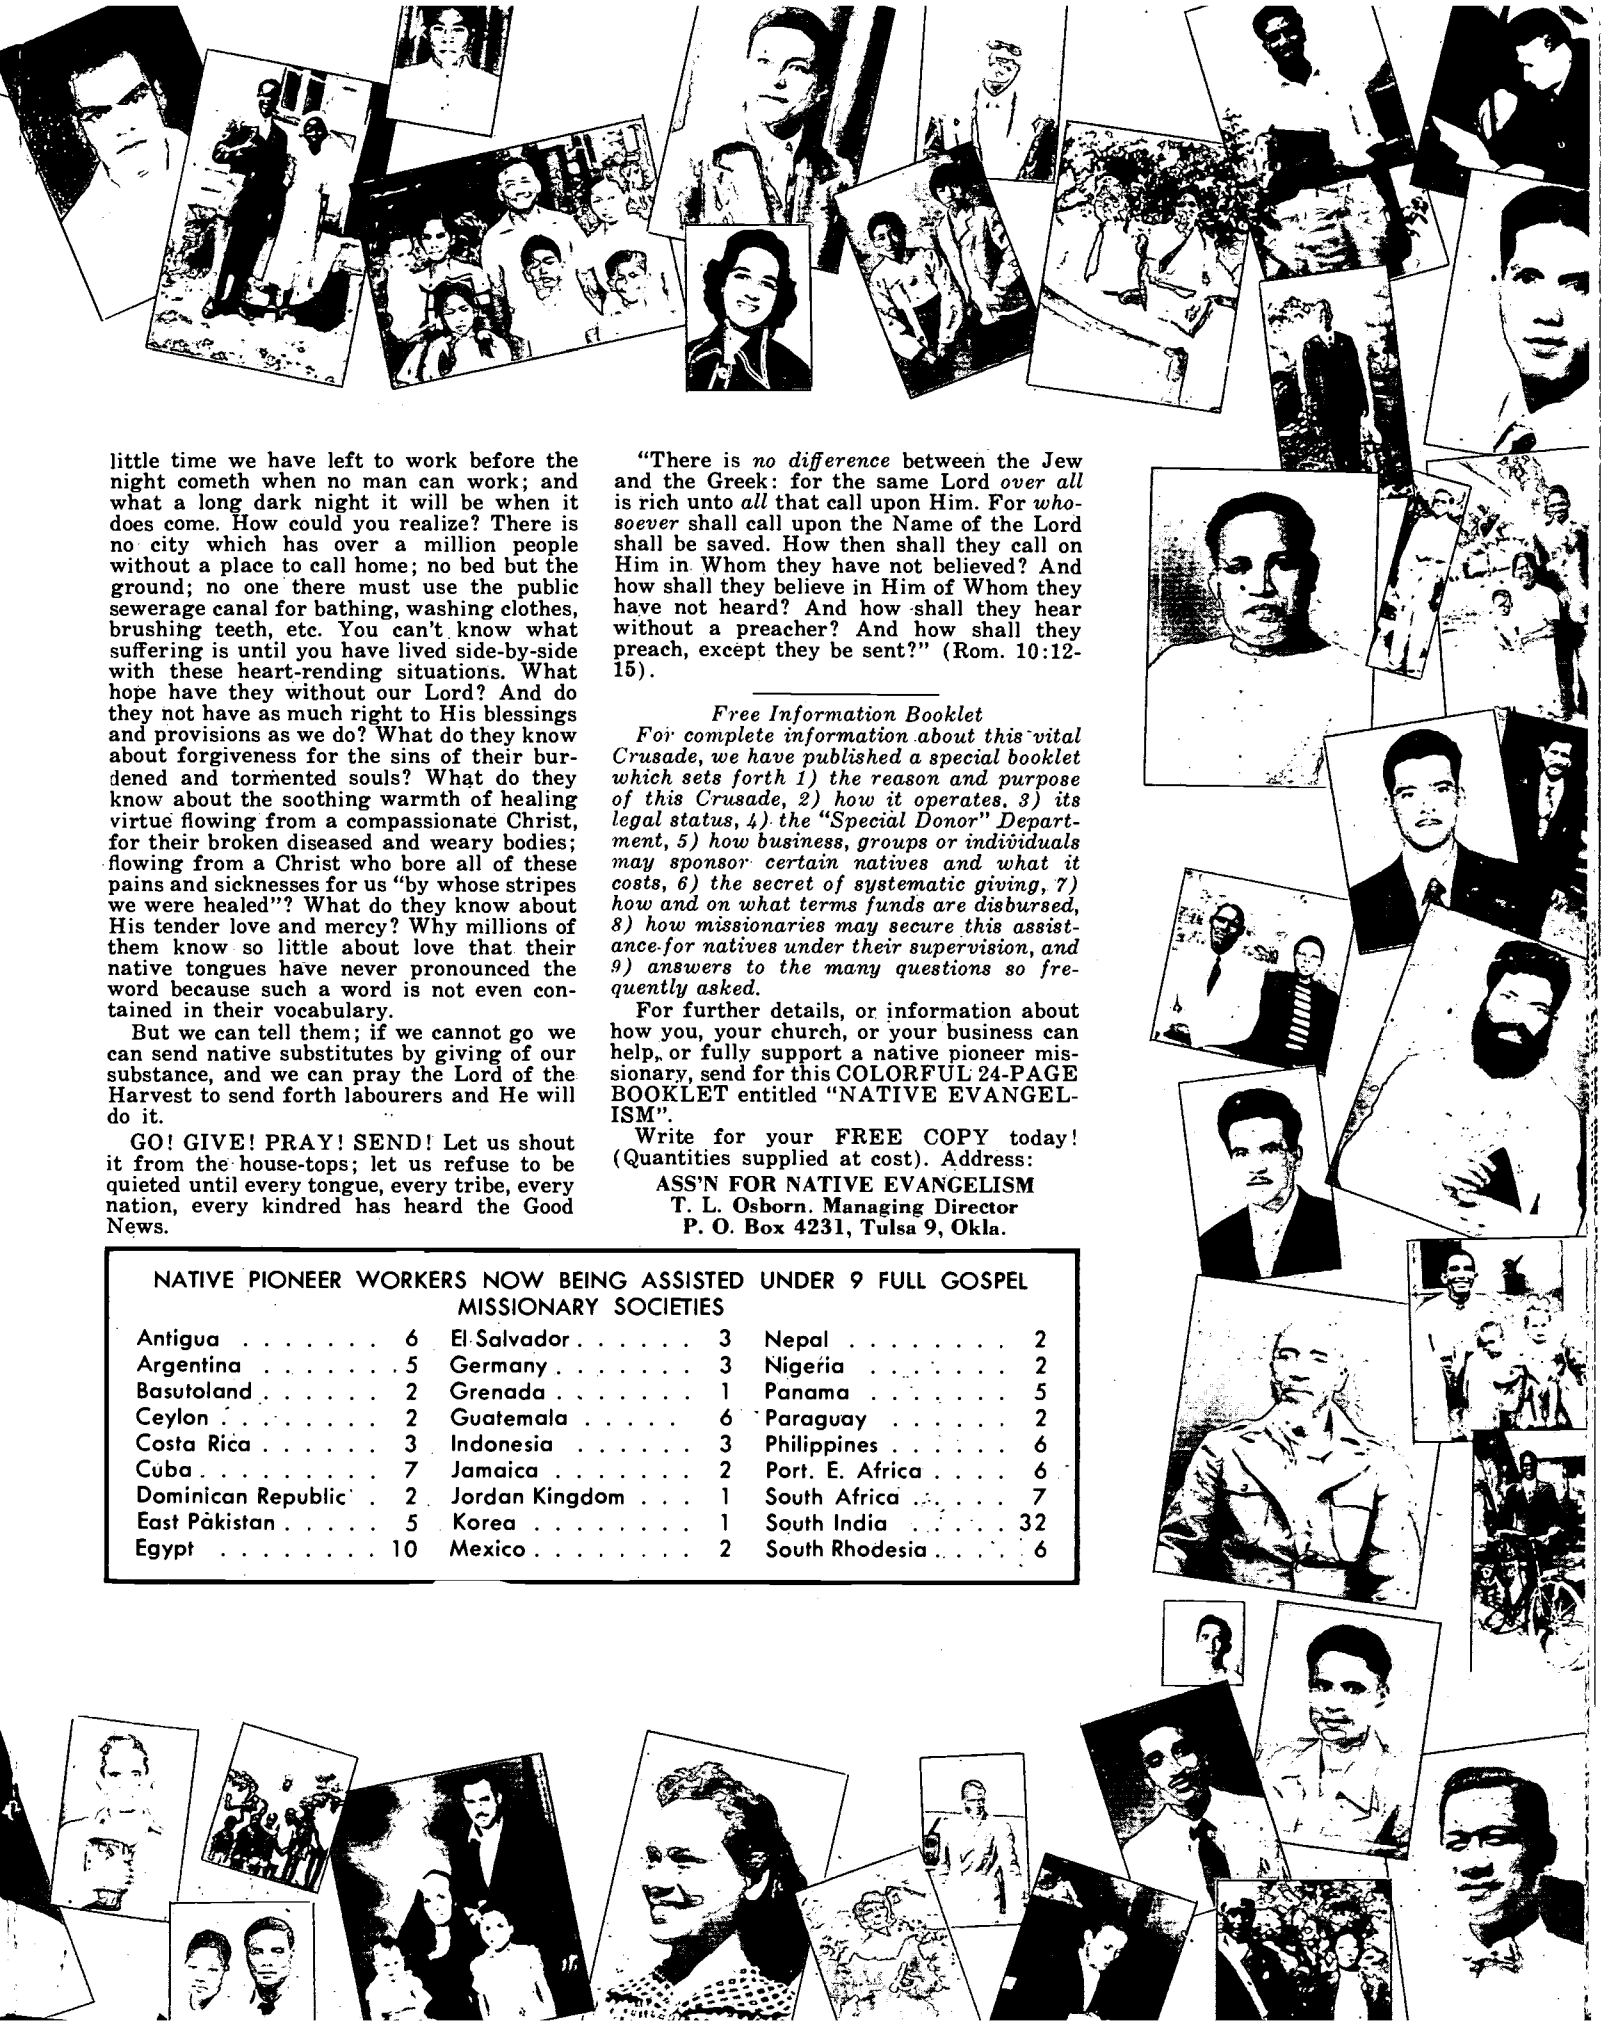 little time we have left to work before the
night cometh when no man can work; and
what a long dark night it will be when it
does come. How could you realize? There is
no city which has over a million people
without a place to call home; no bed but the
ground; no one there must use the public
sewerage canal for bathing, washing clothes,
brushing teeth, etc. You can't know what
suffering is until you have lived side-by-side
with these heart-rending situations. What
hope have they without our Lord? And do
they not have as much right to His blessings
and provisions as we do? What do they know
about forgiveness for the sins of their bur-
dened and tormented souls? What do they
know about the soothing warmth of healing
virtue flowing from a compassionate Christ,
for their broken diseased and weary bodies;
flowing from a Christ who bore all of these
pains and sicknesses for us "by whose stripes
we were healed"? What do they know about
His tender love and mercy? Why millions of
them know so little about love that their
native tongues have never pronounced the
word because such a word is not even con-
tained in their vocabulary.
But we can tell them; if we cannot go we
can send native substitutes by giving of our
substance, and we can pray the Lord of the
Harvest to send forth labourers and He will
do it.
GO! GIVE! PRAY! SEND! Let us shout
it from the house-tops; let us refuse to be
quieted until every tongue, every tribe, every
nation, every kindred has heard the Good
News.
"There is no difference between the Jew
and the Greek: for the same Lord over all
is rich unto all that call upon Him. For who-
soever shall call upon the Name of the Lord
shall be saved. How then shall they call on
Him in Whom they have not believed? And
how shall they believe in Him of Whom they
have not heard? And how shall they hear
without a preacher? And how shall they
preach, except they be sent?" (Rom. 10:12-
15).
Free Information Booklet
For complete information about this vital
Crusade, we have published a special booklet
which sets forth 1) the reason and purpose
of this Crusade, 2) how it operates. 3) its
legal status, 4) the "Special Donor" Depart-
ment, 5) how business, groups or individuals
may sponsor certain natives and what it
costs, 6) the secret of systematic giving, 7)
how and on what terms funds are disbursed,
8) how missionaries may secure this assist-
ance for natives under their supervision, and
9) answers to the many questions so fre-
quently asked.
For further details, or information about
how you, your church, or your business can
help, or fully support a native pioneer mis-
sionary, send for this COLORFUL 24-PAGE
BOOKLET entitled "NATIVE EVANGEL-
ISM".
Write for your FREE COPY today!
(Quantities supplied at cost). Address:
ASS'N FOR NATIVE EVANGELISM
T. L. Osborn. Managing Director
P. O. Box 4231, Tulsa 9, Okla.
NATIVE PIONEER WORKERS NOW BEING ASSISTED UNDER 9 FULL GOSPEL
MISSIONARY SOCIETIES
Antigua . . . . . . . 6
Argentina . . . . . . . 5
Basutoland . . . . . . 2
Ceylon . . . . . . . . 2
Costa Rica . . . . . . 3
Cuba . . . . . . . . . 7
Dominican Republic . 2
East Pakistan . . . . . 5
Egypt . . . . . . . . 10
El Salvador . . . . . . 3
Germany . . . . . . . 3
Grenada . . . . . . . 1
Guatemala . . . . . 6
Indonesia . . . . . . 3
Jamaica . . . . . . . 2
Jordan Kingdom . . . 1
Korea . . . . . . . . 1
Mexico . . . . . . . . 2
Nepal . . . . . . . . 2
Nigeria . . . . . . . 2
Panama . . . . . . . 5
Paraguay . . . . . . 2
Philippines . . . . . . 6
Port. E. Africa . . . . 6
South Africa . . . . . 7
South India . . . . . 32
South Rhodesia . . . . 6